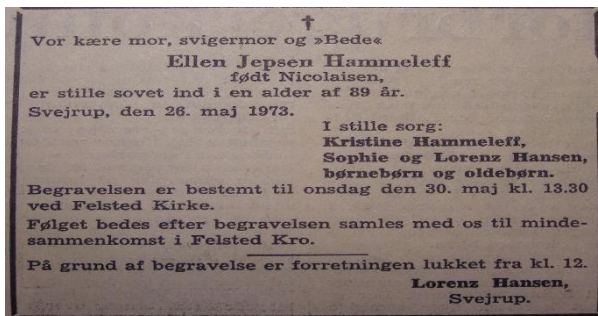 Vor kære mor, svigermor og »Bede«
Ellen Jepsen Hammeleff
født Nicolaisen,
er stille sovet ind i en alder af 89 år.
Svejrup, den 26. maj 1973.
I stille sorg:
Kristine Hammeleff,
Sophie og Lorenz Hansen,
børnebørn og oldebørn.
Begravelsen er bestemt til onsdag den 30. maj kl. 13.30
ved Felsted Kirke.
Følget bedes efter begravelsen samles med os til minde-
sammenkomst i Felsted Kro.
På grund af begravelse er forretningen lukket fra kl. 12.
Lorenz Hansen,
Svejrup.